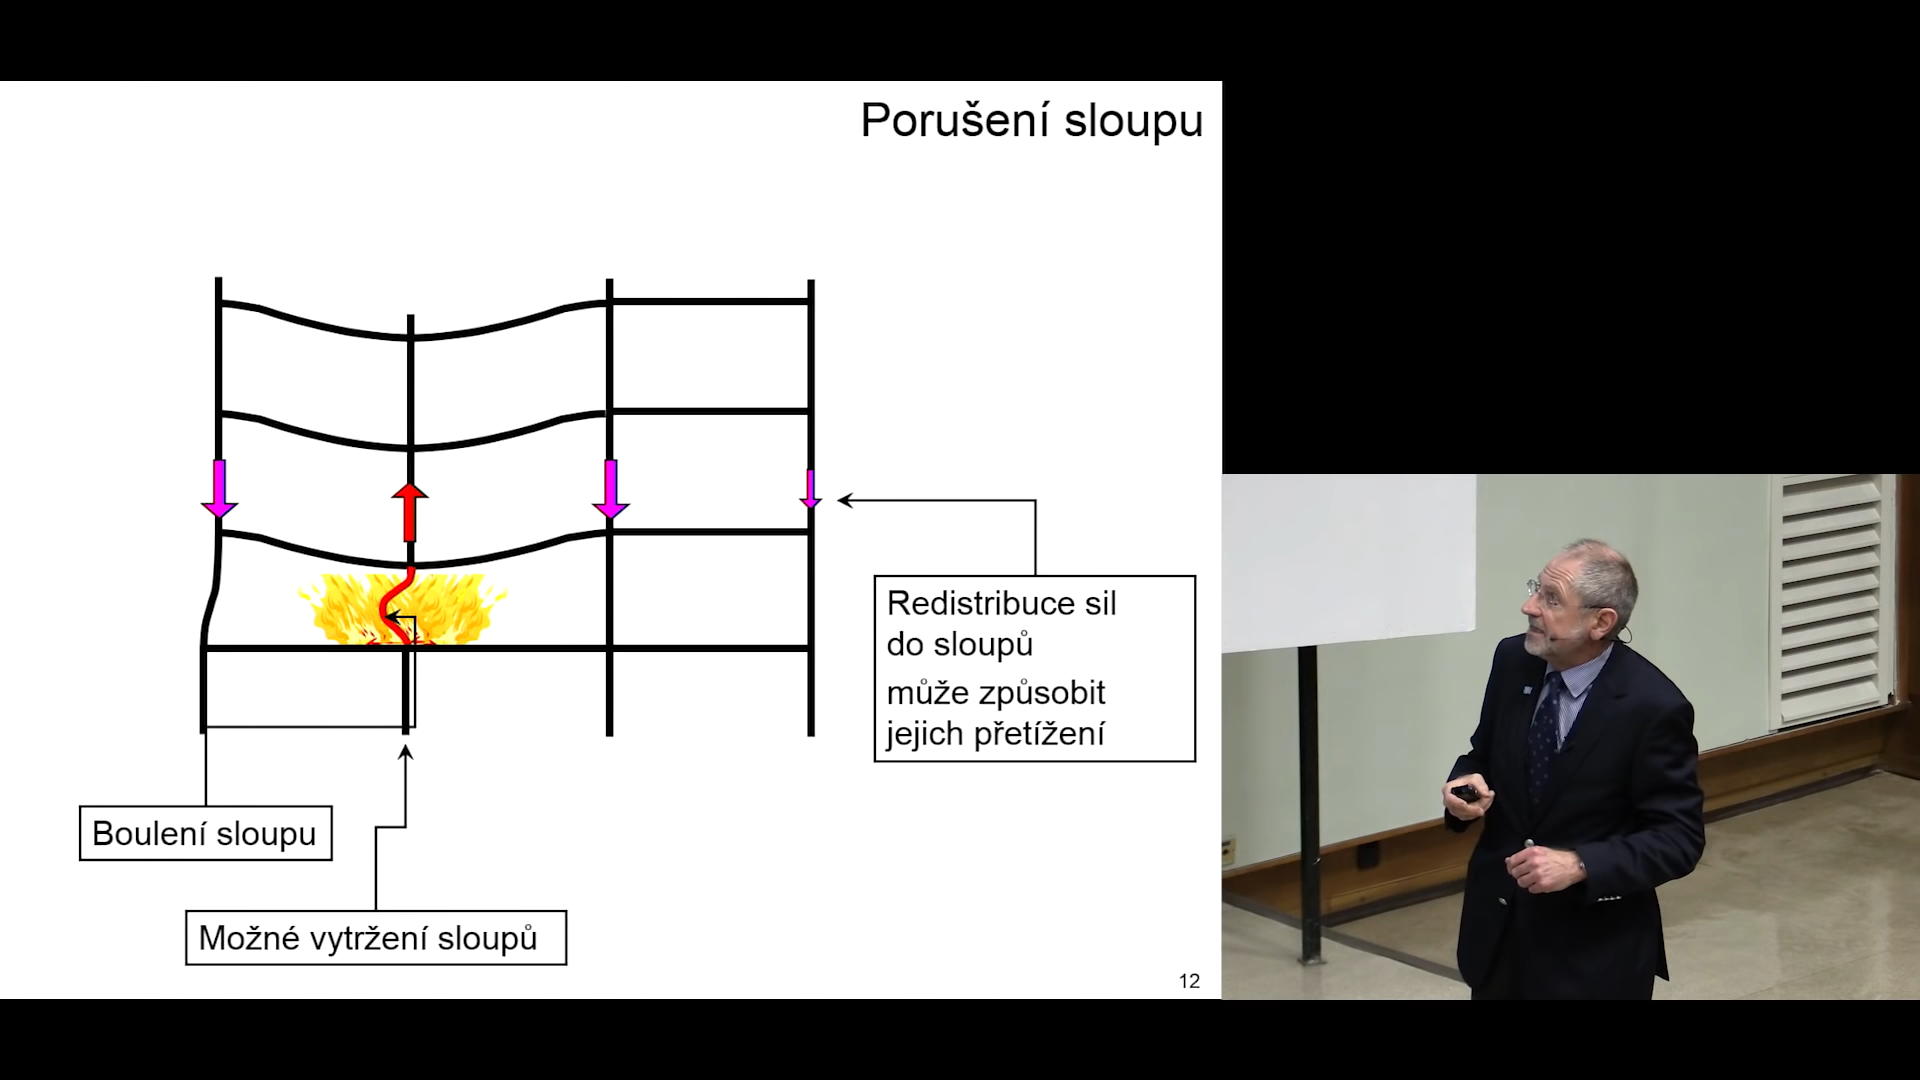 Porušení sloupu
Redistribuce sil
do sloupů
může způsobit
jejich přetížení
Boulení sloupu
Možné vytržení sloupů
12